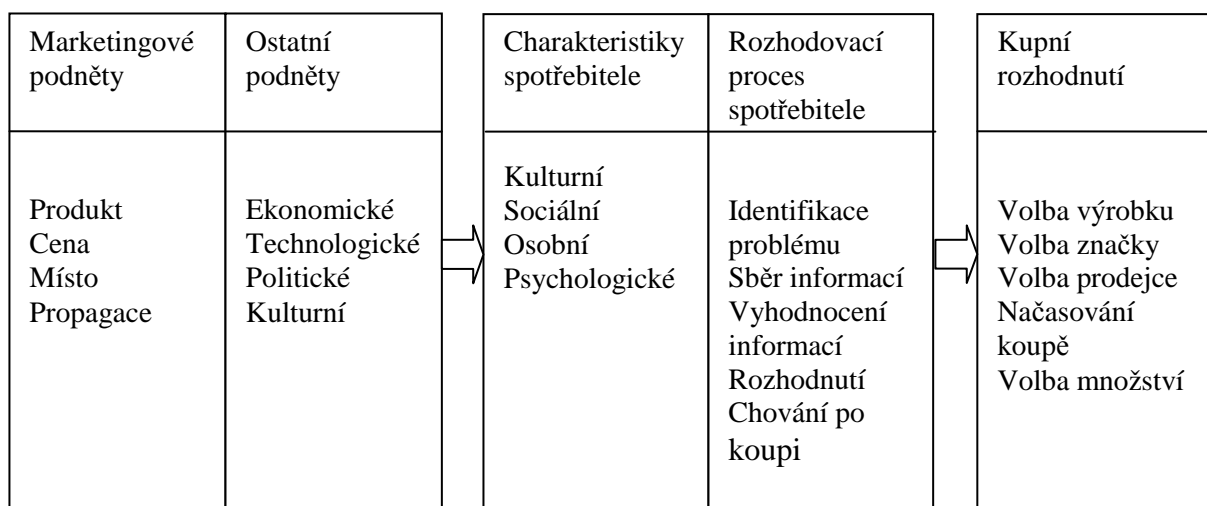 Marketingové
podněty
Ostatní
podněty
Charakteristiky
spotřebitele
Rozhodovací
proces
spotřebitele
Kupní
rozhodnutí
Produkt
Cena
Místo
Propagace
Ekonomické
Technologické
Politické
Kulturní
Kulturní
Sociální
Osobní
Psychologické
Identifikace
problému
Sběr informací
Vyhodnocení
informací
Rozhodnutí
Chování po
koupi
Volba výrobku
Volba značky
Volba prodejce
Načasování
koupě
Volba množství